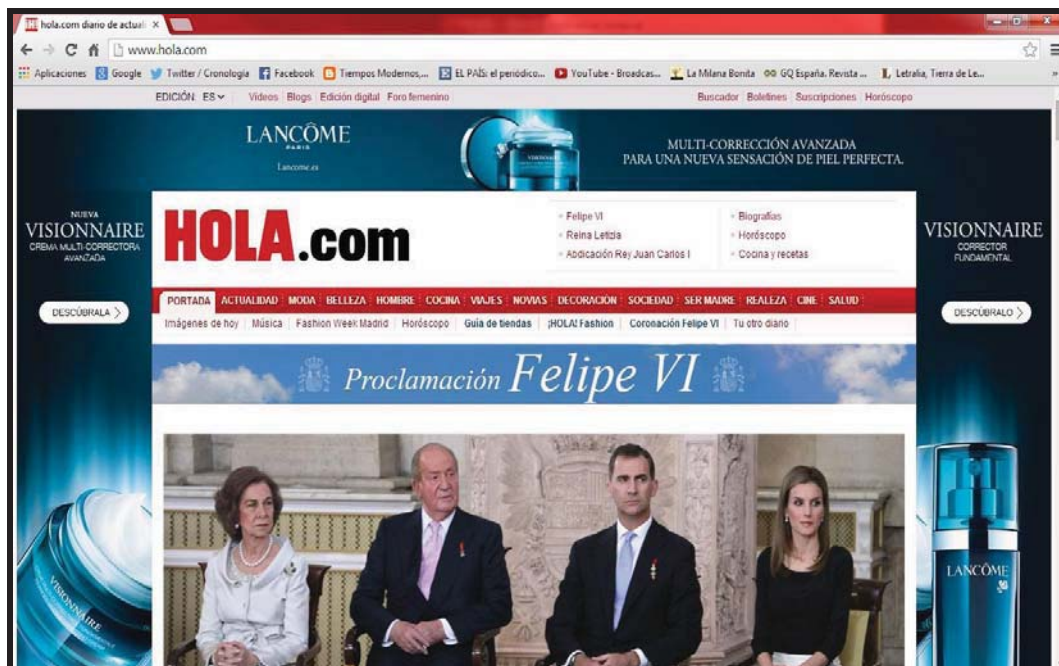 hola.com diario de actuali
www.hola.com
Aplicaciones Google Twitter / Cronología Facebook Tiempos Modernos,... EL PAÍS: el periódico... YouTube - Broadcas... La Milana Bonita GQ España. Revista ... Letralia, Tierra de Le... »
EDICIÓN: ES Vídeos Blogs Edición digital Foro femenino Buscador Boletines Suscripciones Horóscopo
LANCÔME
PARIS
Lancome.es
VISIONNAIRE
MULTI-CORRECCIÓN AVANZADA
PARA UNA NUEVA SENSACIÓN DE PIEL PERFECTA.
NUEVA
VISIONNAIRE
CREMA MULTI-CORRECTORA
AVANZADA
DESCÚBRALA >
HOLA.com
Felipe VI
Reina Letizia
Abdicación Rey Juan Carlos I
Biografías
Horóscopo
Cocina y recetas
VISIONNAIRE
CORRECTOR
FUNDAMENTAL
DESCÚBRALO >
PORTADA ACTUALIDAD MODA BELLEZA HOMBRE COCINA VIAJES NOVIAS DECORACIÓN SOCIEDAD SER MADRE REALEZA CINE SALUD
Imágenes de hoy Música Fashion Week Madrid Horóscopo Guía de tiendas ¡HOLA! Fashion Coronación Felipe VI Tu otro diario
Proclamación Felipe VI
VISIONNAIRE
LANCÔME